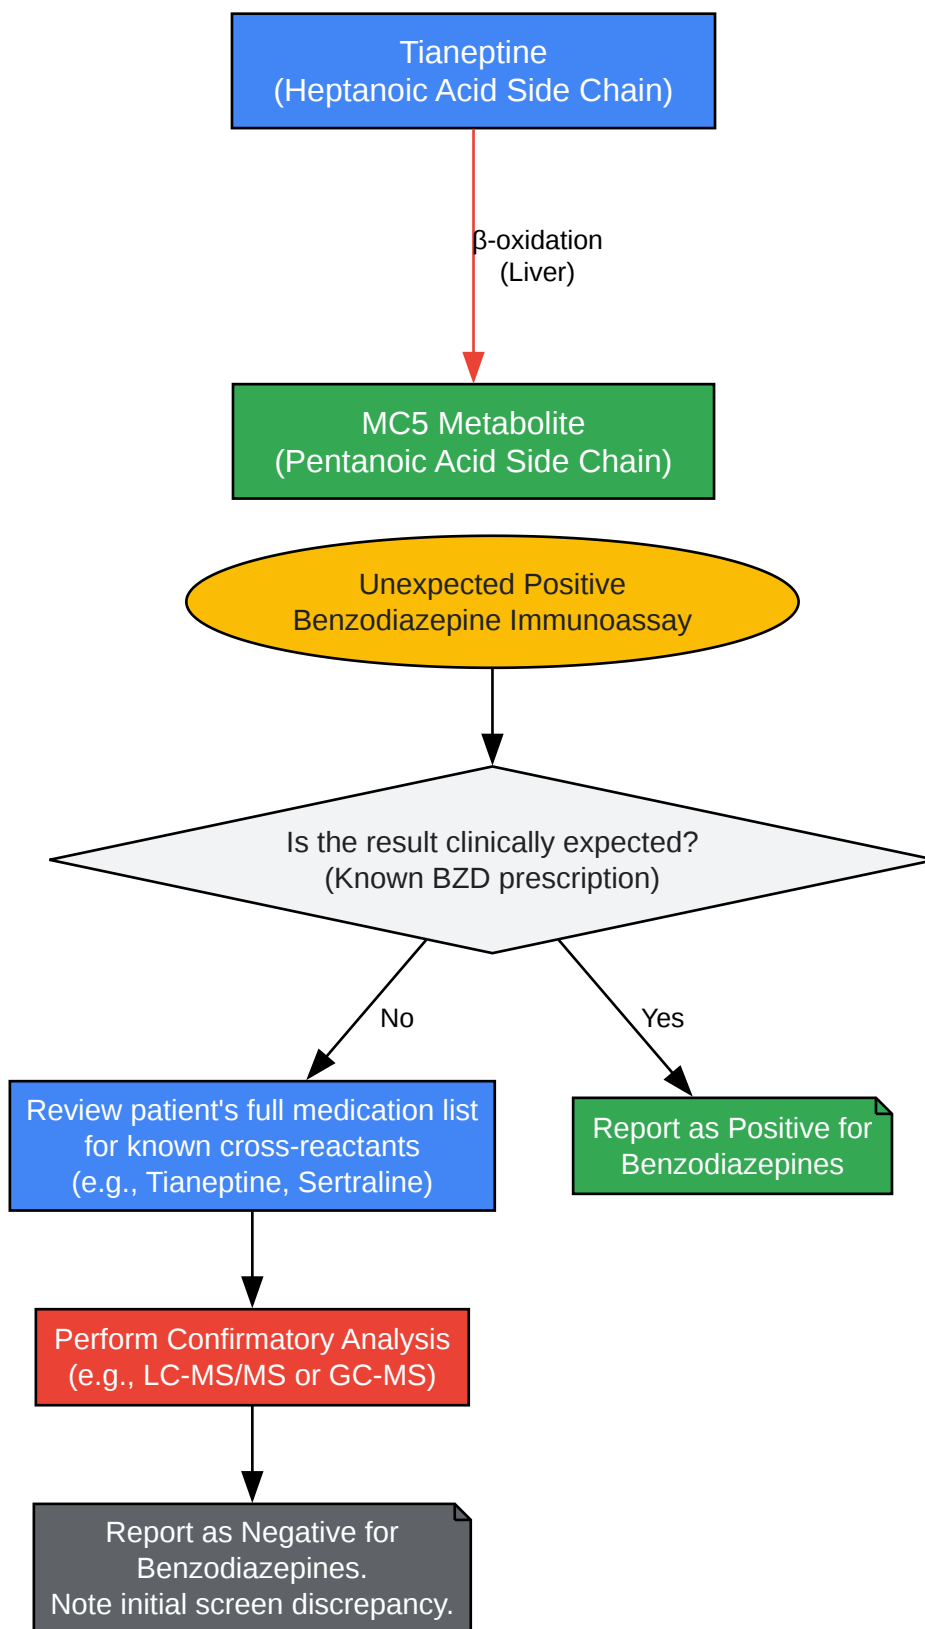 Tianeptine
(Heptanoic Acid Side Chain)
β-oxidation
(Liver)
MC5 Metabolite
(Pentanoic Acid Side Chain)
Unexpected Positive
Benzodiazepine Immunoassay
Is the result clinically expected?
(Known BZD prescription)
No
Yes
Review patient's full medication list
for known cross-reactants
(e.g., Tianeptine, Sertraline)
Report as Positive for
Benzodiazepines
Perform Confirmatory Analysis
(e.g., LC-MS/MS or GC-MS)
Report as Negative for
Benzodiazepines.
Note initial screen discrepancy.